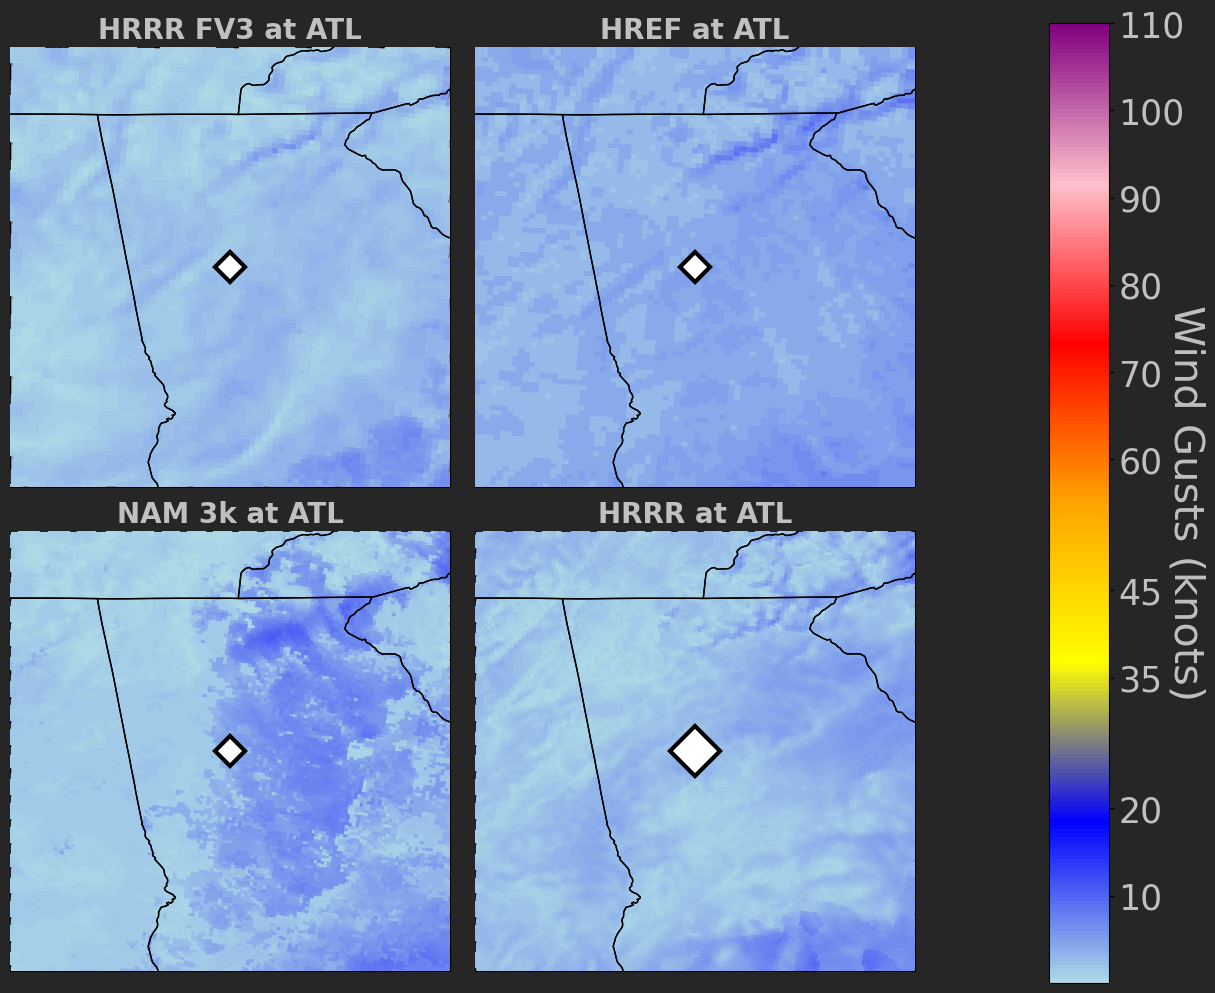 HRRR FV3 at ATL
HREF at ATL
NAM 3k at ATL
HRRR at ATL
110
100
90
80
70
60
45
35
20
10
Wind Gusts (knots)